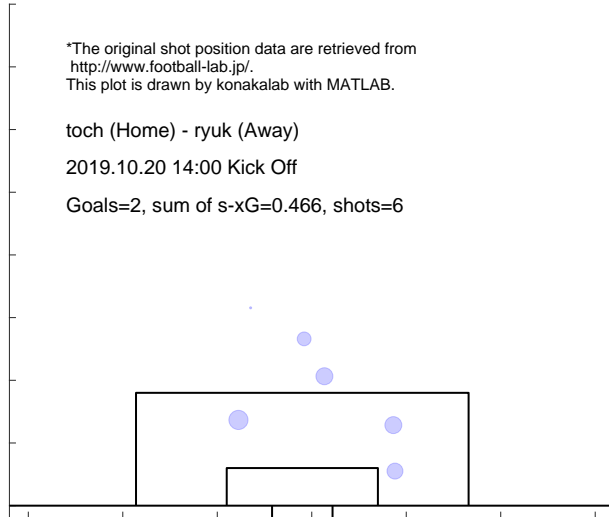 *The original shot position data are retrieved from
http://www.football-lab.jp/.
This plot is drawn by konakalab with MATLAB.
toch (Home) - ryuk (Away)
2019.10.20 14:00 Kick Off
Goals=2, sum of s-xG=0.466, shots=6